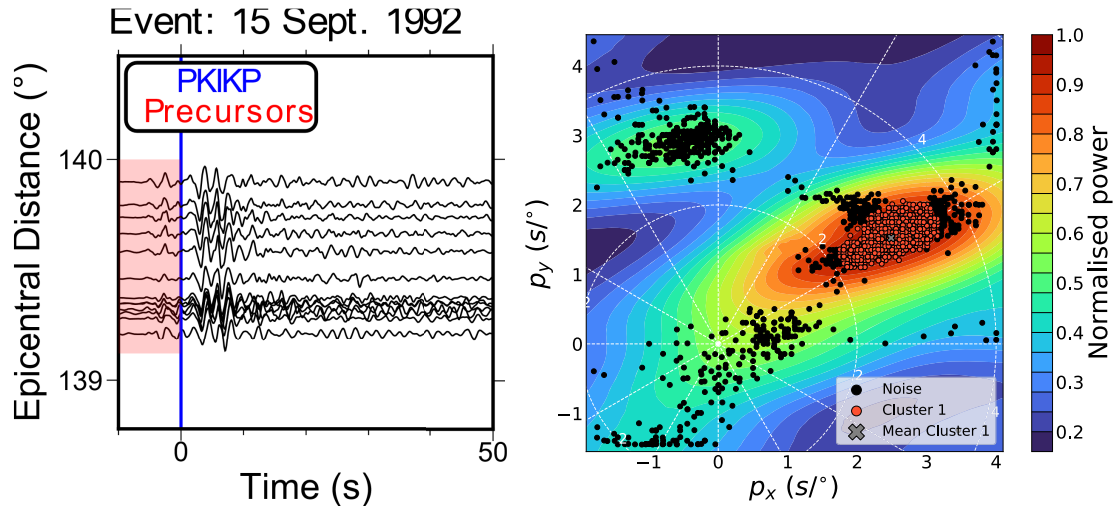 Event: 15 Sept. 1992
PKIKP
Precursors
Epicentral Distance (°)
140
139
0
50
Time (s)
4
3
2
1
0
−1
p_y (s/°)
−1
0
1
2
3
4
p_x (s/°)
4
2
2
2
2
4
Noise
Cluster 1
Mean Cluster 1
1.0
0.9
0.8
0.7
0.6
0.5
0.4
0.3
0.2
Normalised power